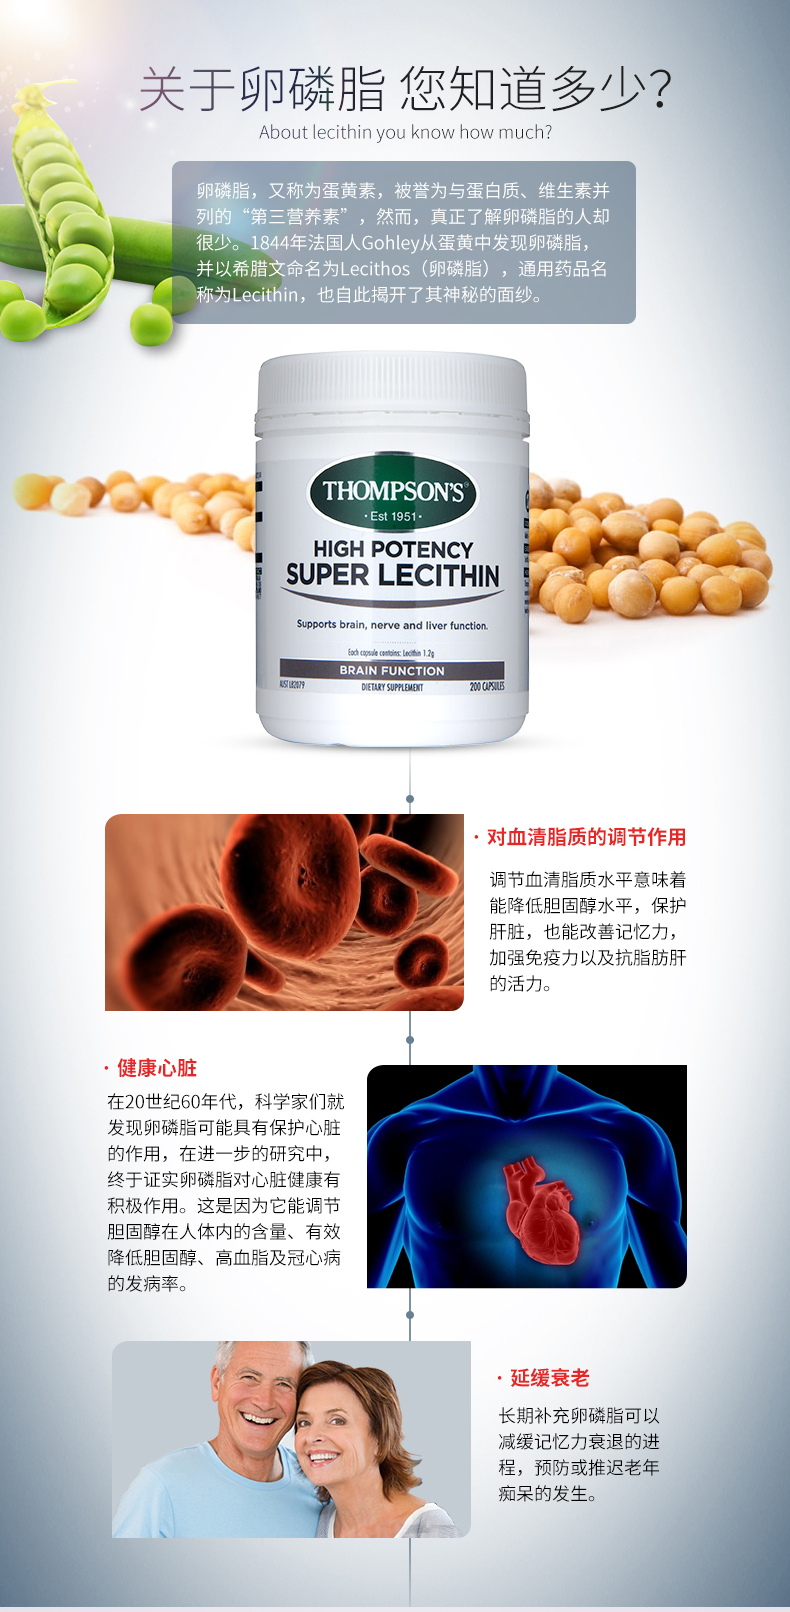 关于卵磷脂 您知道多少?
About lecithin you know how much?
卵磷脂，又称为蛋黄素，被誉为与蛋白质、维生素并
列的“第三营养素”，然而，真正了解卵磷脂的人却
很少。1844年法国人Gohley从蛋黄中发现卵磷脂，
并以希腊文命名为Lecithos（卵磷脂），通用药品名
称为Lecithin，也自此揭开了其神秘的面纱。
THOMPSON'S
·Est 1951·
HIGH POTENCY
SUPER LECITHIN
Supports brain, nerve and liver function.
Each capsule contains: Lecithin 1.2g
BRAIN FUNCTION
AUST L82079 DIETARY SUPPLEMENT 200 CAPSULES
·对血清脂质的调节作用
调节血清脂质水平意味着
能降低胆固醇水平，保护
肝脏，也能改善记忆力，
加强免疫力以及抗脂肪肝
的活力。
·健康心脏
在20世纪60年代，科学家们就
发现卵磷脂可能具有保护心脏
的作用，在进一步的研究中，
终于证实卵磷脂对心脏健康有
积极作用。这是因为它能调节
胆固醇在人体内的含量、有效
降低胆固醇、高血脂及冠心病
的发病率。
·延缓衰老
长期补充卵磷脂可以
减缓记忆力衰退的进
程，预防或推迟老年
痴呆的发生。